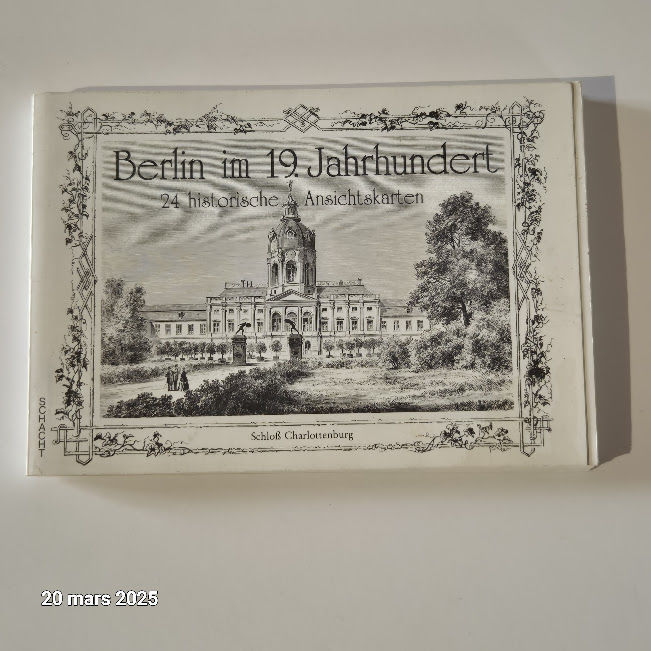 Berlin im 19. Jahrhundert
24 historische Ansichtskarten
SCHACHT
Schloß Charlottenburg
20 mars 2025